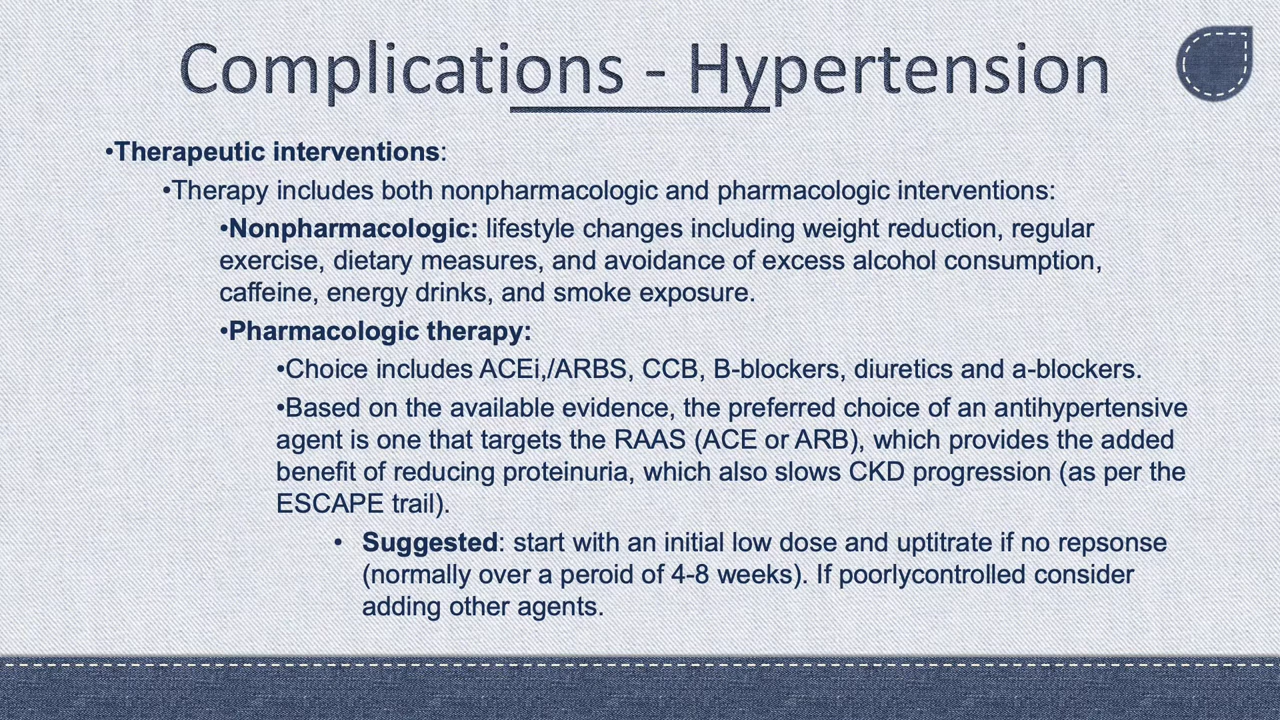 Complications - Hypertension
•Therapeutic interventions:
•Therapy includes both nonpharmacologic and pharmacologic interventions:
•Nonpharmacologic: lifestyle changes including weight reduction, regular
exercise, dietary measures, and avoidance of excess alcohol consumption,
caffeine, energy drinks, and smoke exposure.
•Pharmacologic therapy:
•Choice includes ACEi,/ARBS, CCB, B-blockers, diuretics and a-blockers.
•Based on the available evidence, the preferred choice of an antihypertensive
agent is one that targets the RAAS (ACE or ARB), which provides the added
benefit of reducing proteinuria, which also slows CKD progression (as per the
ESCAPE trail).
• Suggested: start with an initial low dose and uptitrate if no repsonse
(normally over a peroid of 4-8 weeks). If poorlycontrolled consider
adding other agents.